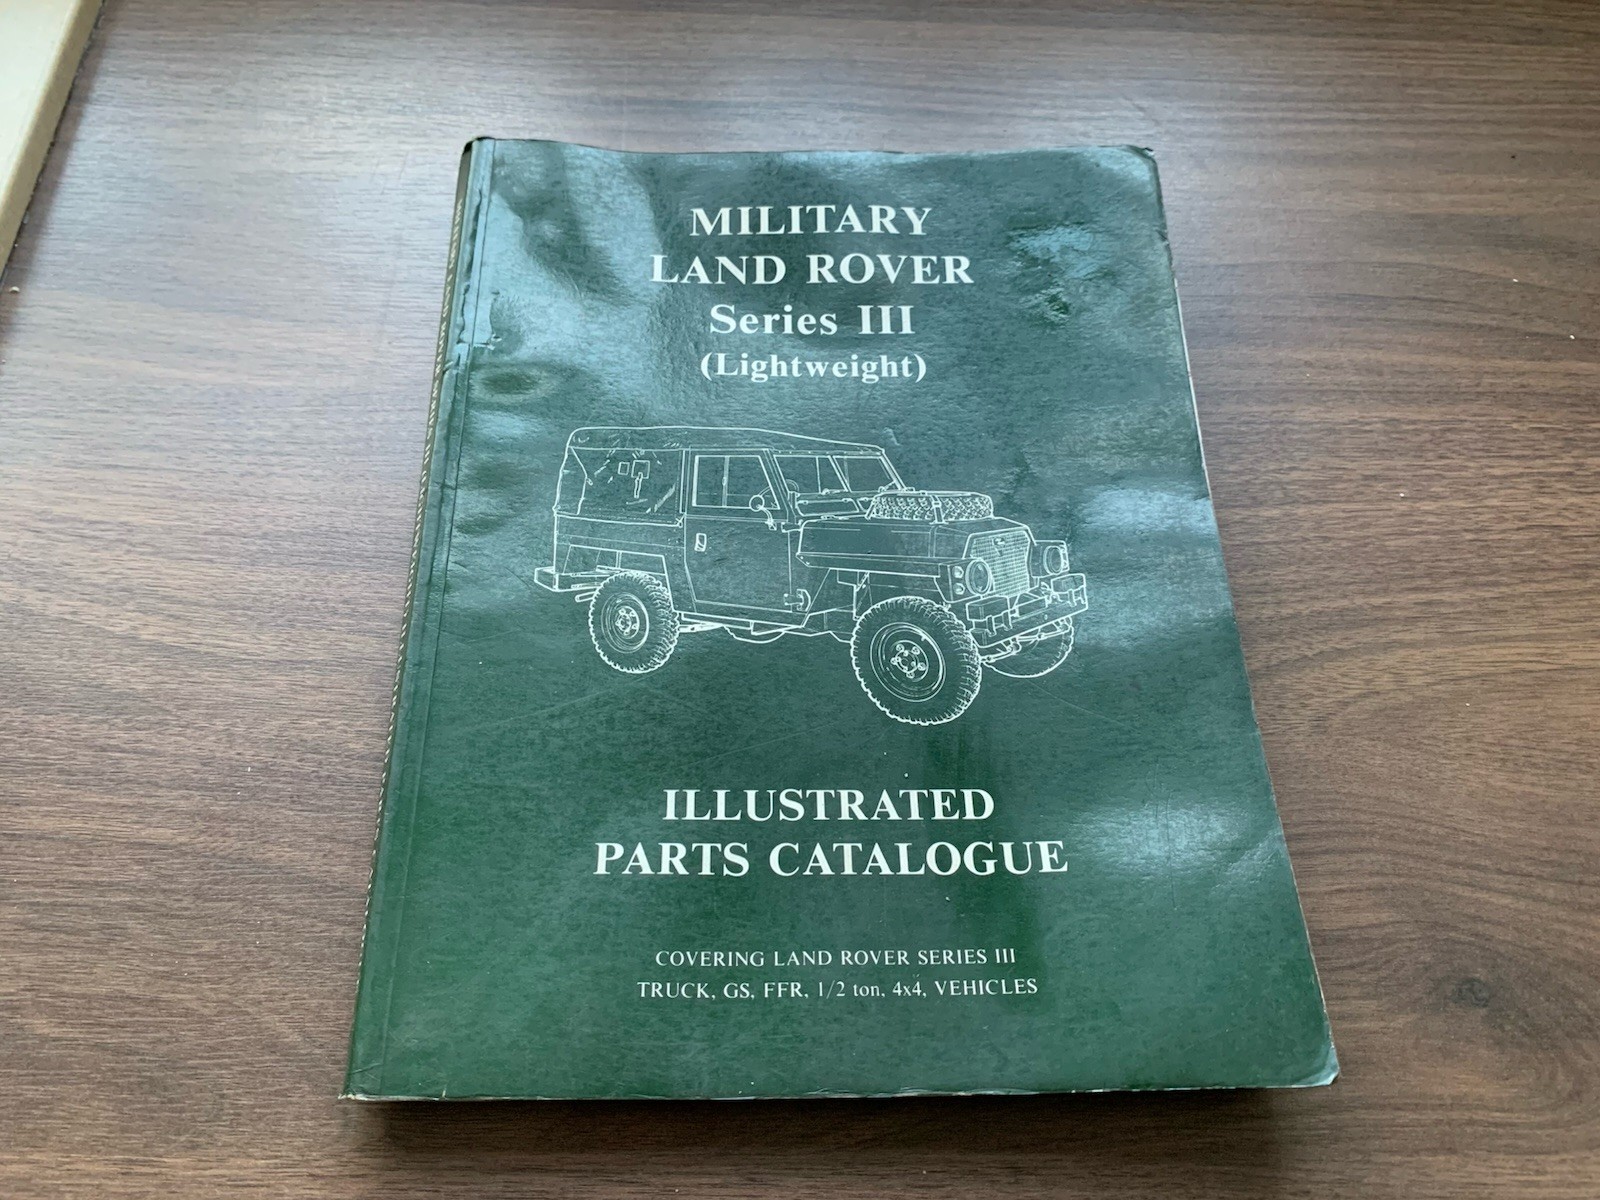 MILITARY
LAND ROVER
Series III
(Lightweight)
ILLUSTRATED
PARTS CATALOGUE
COVERING LAND ROVER SERIES III
TRUCK, GS, FFR, 1/2 ton, 4x4, VEHICLES